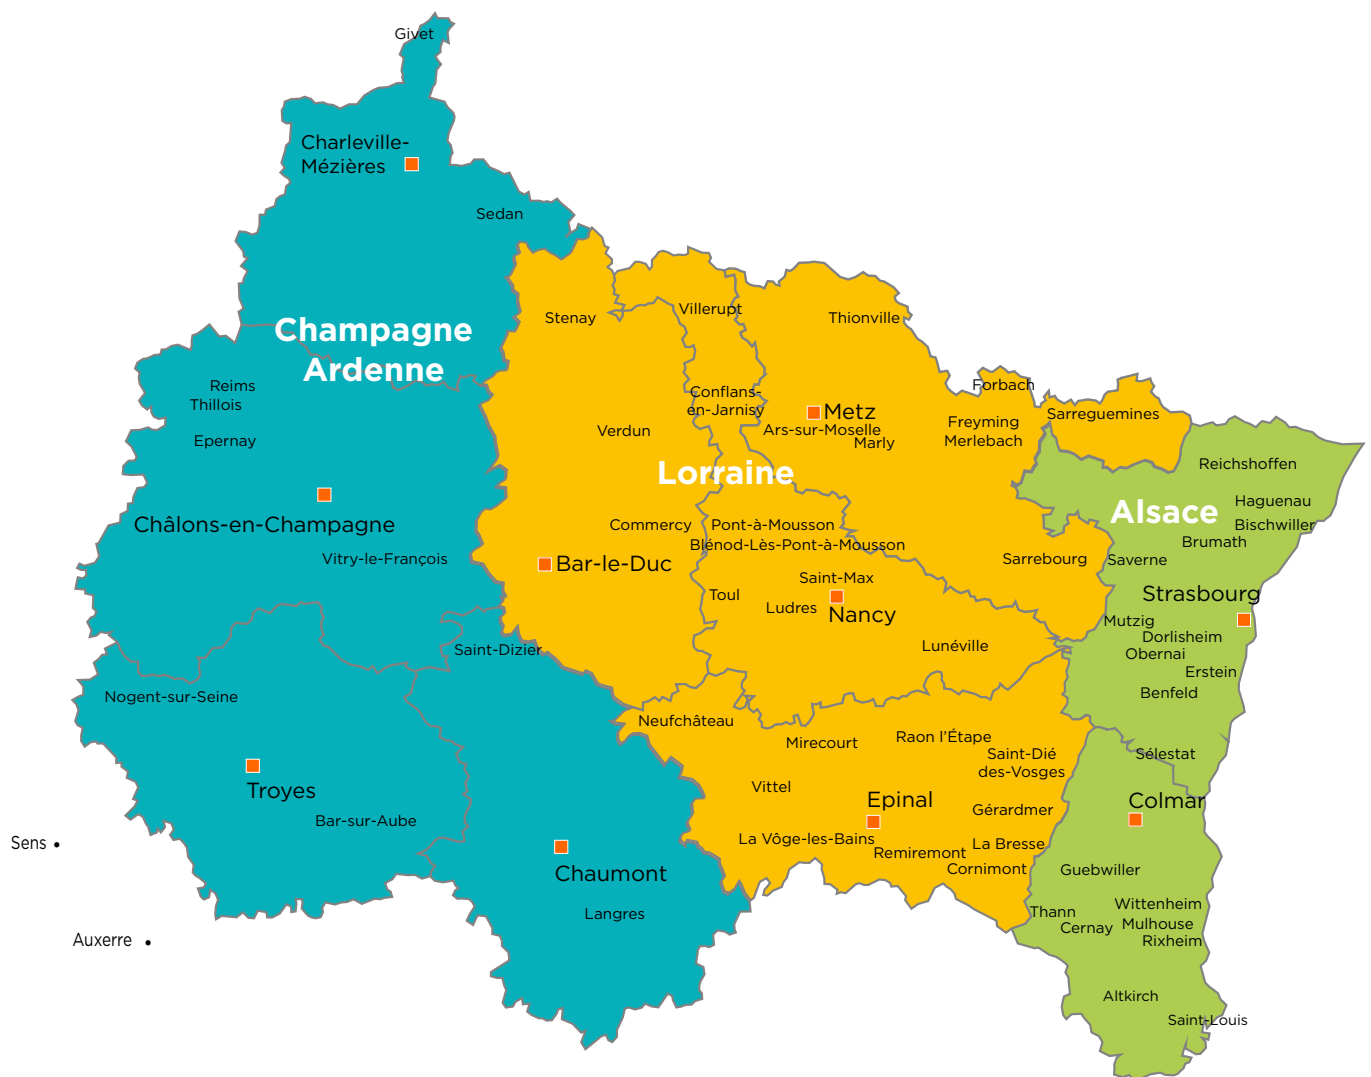 Givet
Charleville-
Mézières
Sedan
Champagne
Ardenne
Reims
Thillois
Epernay
Châlons-en-Champagne
Vitry-le-François
Saint-Dizier
Nogent-sur-Seine
Troyes
Bar-sur-Aube
Chaumont
Langres
Sens
Auxerre
Stenay
Villerupt
Thionville
Conflans-
en-Jarnisy
Metz
Ars-sur-Moselle
Marly
Forbach
Freyming
Merlebach
Sarreguemines
Verdun
Lorraine
Commercy
Pont-à-Mousson
Blénod-Lès-Pont-à-Mousson
Bar-le-Duc
Sarrebourg
Saint-Max
Toul
Ludres
Nancy
Lunéville
Neufchâteau
Mirecourt
Raon l'Étape
Saint-Dié
des-Vosges
Vittel
Epinal
Gérardmer
La Vôge-les-Bains
Remiremont
La Bresse
Cornimont
Reichshoffen
Alsace
Haguenau
Bischwiller
Brumath
Saverne
Strasbourg
Mutzig
Dorlisheim
Obernai
Erstein
Benfeld
Sélestat
Colmar
Guebwiller
Wittenheim
Thann
Mulhouse
Cernay
Rixheim
Altkirch
Saint-Louis